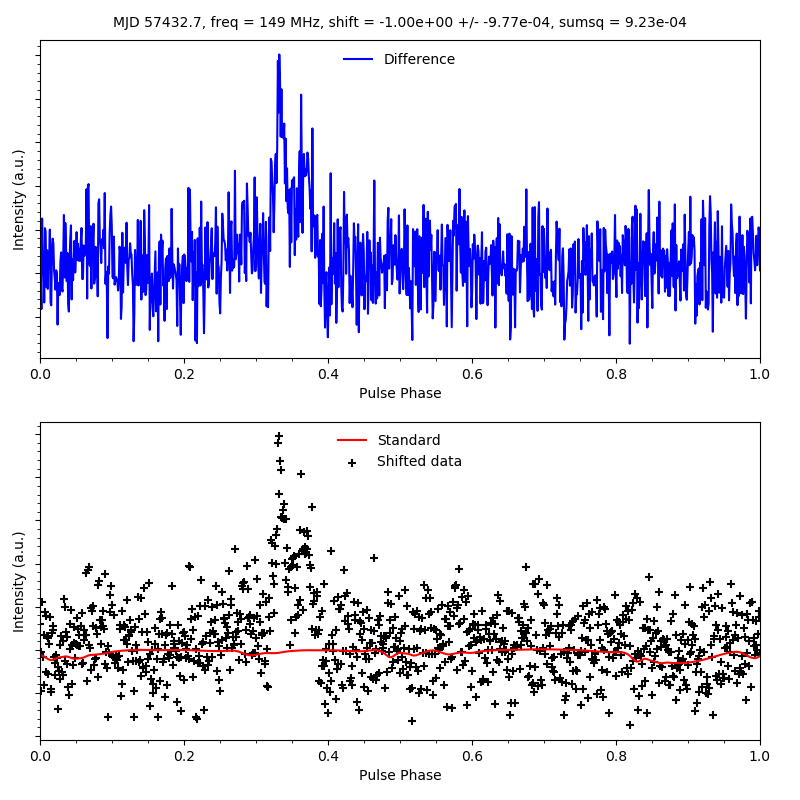 MJD 57432.7, freq = 149 MHz, shift = -1.00e+00 +/- -9.77e-04, sumsq = 9.23e-04
Difference
Intensity (a.u.)
0.0 0.2 0.4 0.6 0.8 1.0
Pulse Phase
Standard
Shifted data
Intensity (a.u.)
0.0 0.2 0.4 0.6 0.8 1.0
Pulse Phase